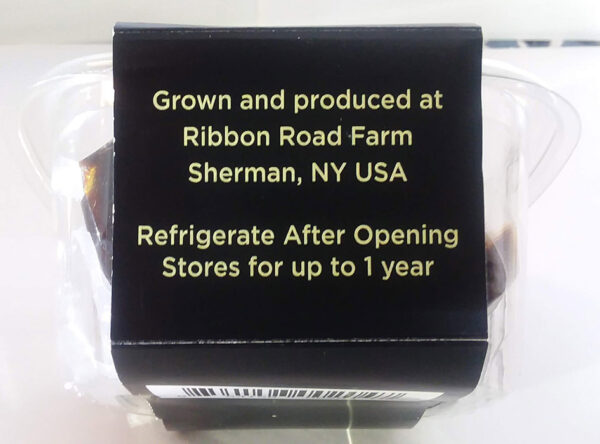 Grown and produced at
Ribbon Road Farm
Sherman, NY USA
Refrigerate After Opening
Stores for up to 1 year